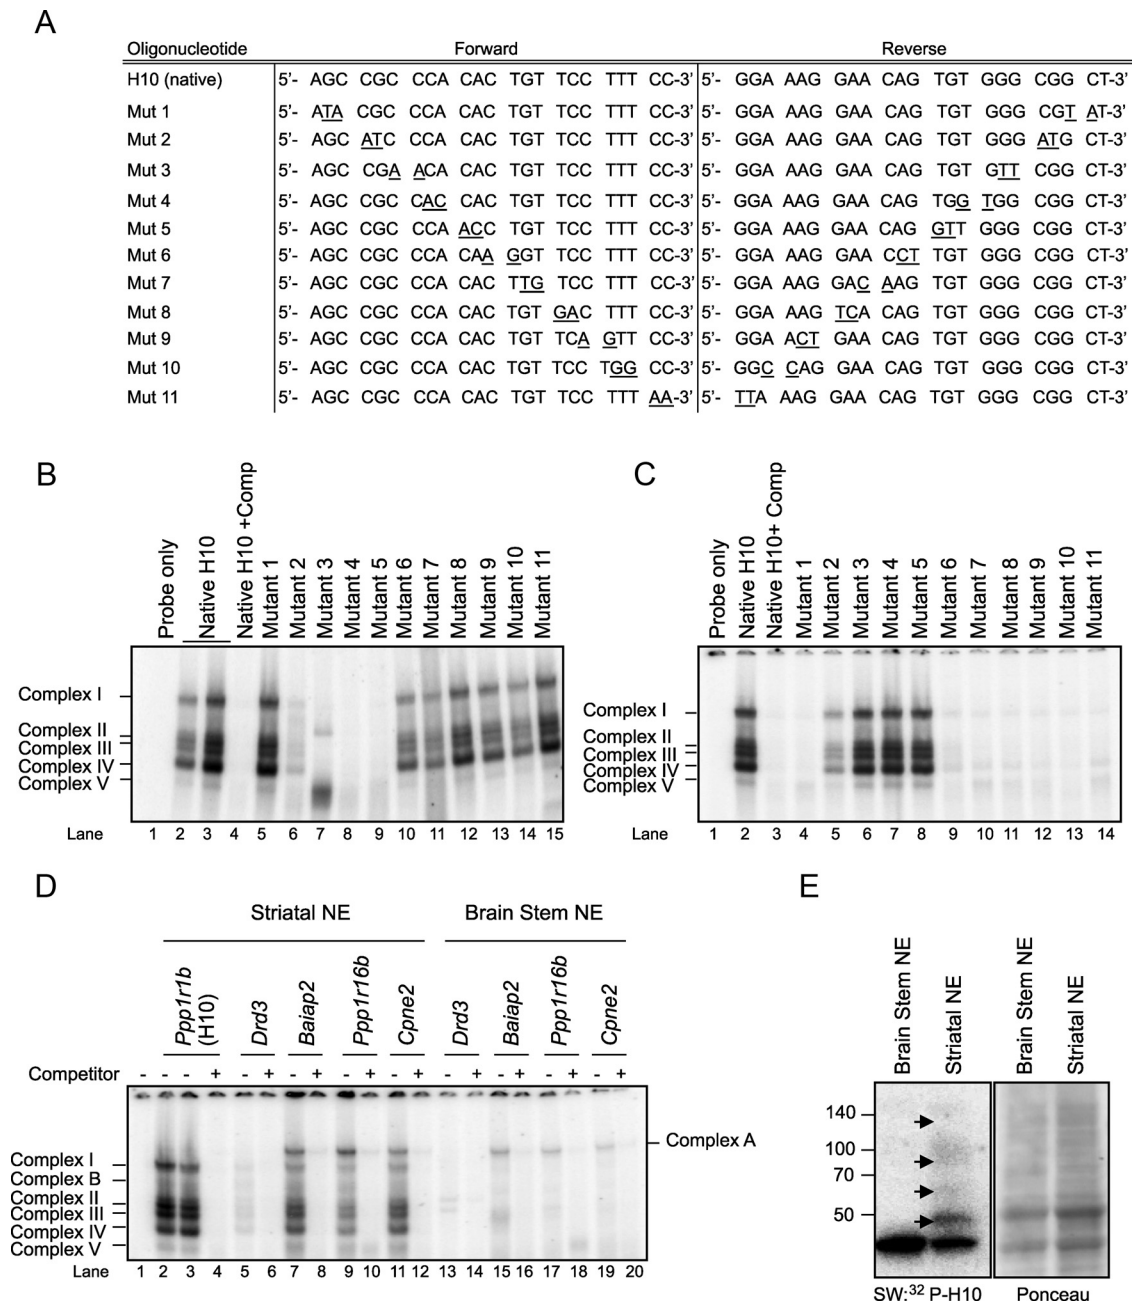 A
Oligonucleotide Forward Reverse
H10 (native) 5’- AGC CGC CCA CAC TGT TCC TTT CC-3’ 5’- GGA AAG GAA CAG TGT GGG CGG CT-3’
Mut 1 5’- ATA CGC CCA CAC TGT TCC TTT CC-3’ 5’- GGA AAG GAA CAG TGT GGG CGT AT-3’
Mut 2 5’- AGC ATC CCA CAC TGT TCC TTT CC-3’ 5’- GGA AAG GAA CAG TGT GGG ATG CT-3’
Mut 3 5’- AGC CGA ACA CAC TGT TCC TTT CC-3’ 5’- GGA AAG GAA CAG TGT GTT CGG CT-3’
Mut 4 5’- AGC CGC CAC CAC TGT TCC TTT CC-3’ 5’- GGA AAG GAA CAG TGG TGG CGG CT-3’
Mut 5 5’- AGC CGC CCA ACC TGT TCC TTT CC-3’ 5’- GGA AAG GAA CAG GTT GGG CGG CT-3’
Mut 6 5’- AGC CGC CCA CAA GGT TCC TTT CC-3’ 5’- GGA AAG GAA CCT TGT GGG CGG CT-3’
Mut 7 5’- AGC CGC CCA CAC TTG TCC TTT CC-3’ 5’- GGA AAG GAC AAG TGT GGG CGG CT-3’
Mut 8 5’- AGC CGC CCA CAC TGT GAC TTT CC-3’ 5’- GGA AAG TCA CAG TGT GGG CGG CT-3’
Mut 9 5’- AGC CGC CCA CAC TGT TCA GTT CC-3’ 5’- GGA ACT GAA CAG TGT GGG CGG CT-3’
Mut 10 5’- AGC CGC CCA CAC TGT TCC TGG CC-3’ 5’- GGC CAG GAA CAG TGT GGG CGG CT-3’
Mut 11 5’- AGC CGC CCA CAC TGT TCC TTT AA-3’ 5’- TTA AAG GAA CAG TGT GGG CGG CT-3’
B
Probe only
Native H10
Native H10 +Comp
Mutant 1
Mutant 2
Mutant 3
Mutant 4
Mutant 5
Mutant 6
Mutant 7
Mutant 8
Mutant 9
Mutant 10
Mutant 11
Complex I
Complex II
Complex III
Complex IV
Complex V
Lane 1 2 3 4 5 6 7 8 9 10 11 12 13 14 15
C
Probe only
Native H10
Native H10+ Comp
Mutant 1
Mutant 2
Mutant 3
Mutant 4
Mutant 5
Mutant 6
Mutant 7
Mutant 8
Mutant 9
Mutant 10
Mutant 11
Complex I
Complex II
Complex III
Complex IV
Complex V
Lane 1 2 3 4 5 6 7 8 9 10 11 12 13 14
D
Striatal NE Brain Stem NE
Ppp1r1b
(H10)
Drd3
Baiap2
Ppp1r16b
Cpne2
Drd3
Baiap2
Ppp1r16b
Cpne2
Competitor - - + - + - + - + - + - + - + - + - +
Complex A
Complex I
Complex B
Complex II
Complex III
Complex IV
Complex V
Lane 1 2 3 4 5 6 7 8 9 10 11 12 13 14 15 16 17 18 19 20
E
Brain Stem NE
Striatal NE
Brain Stem NE
Striatal NE
140
100
70
50
SW:32 P-H10 Ponceau